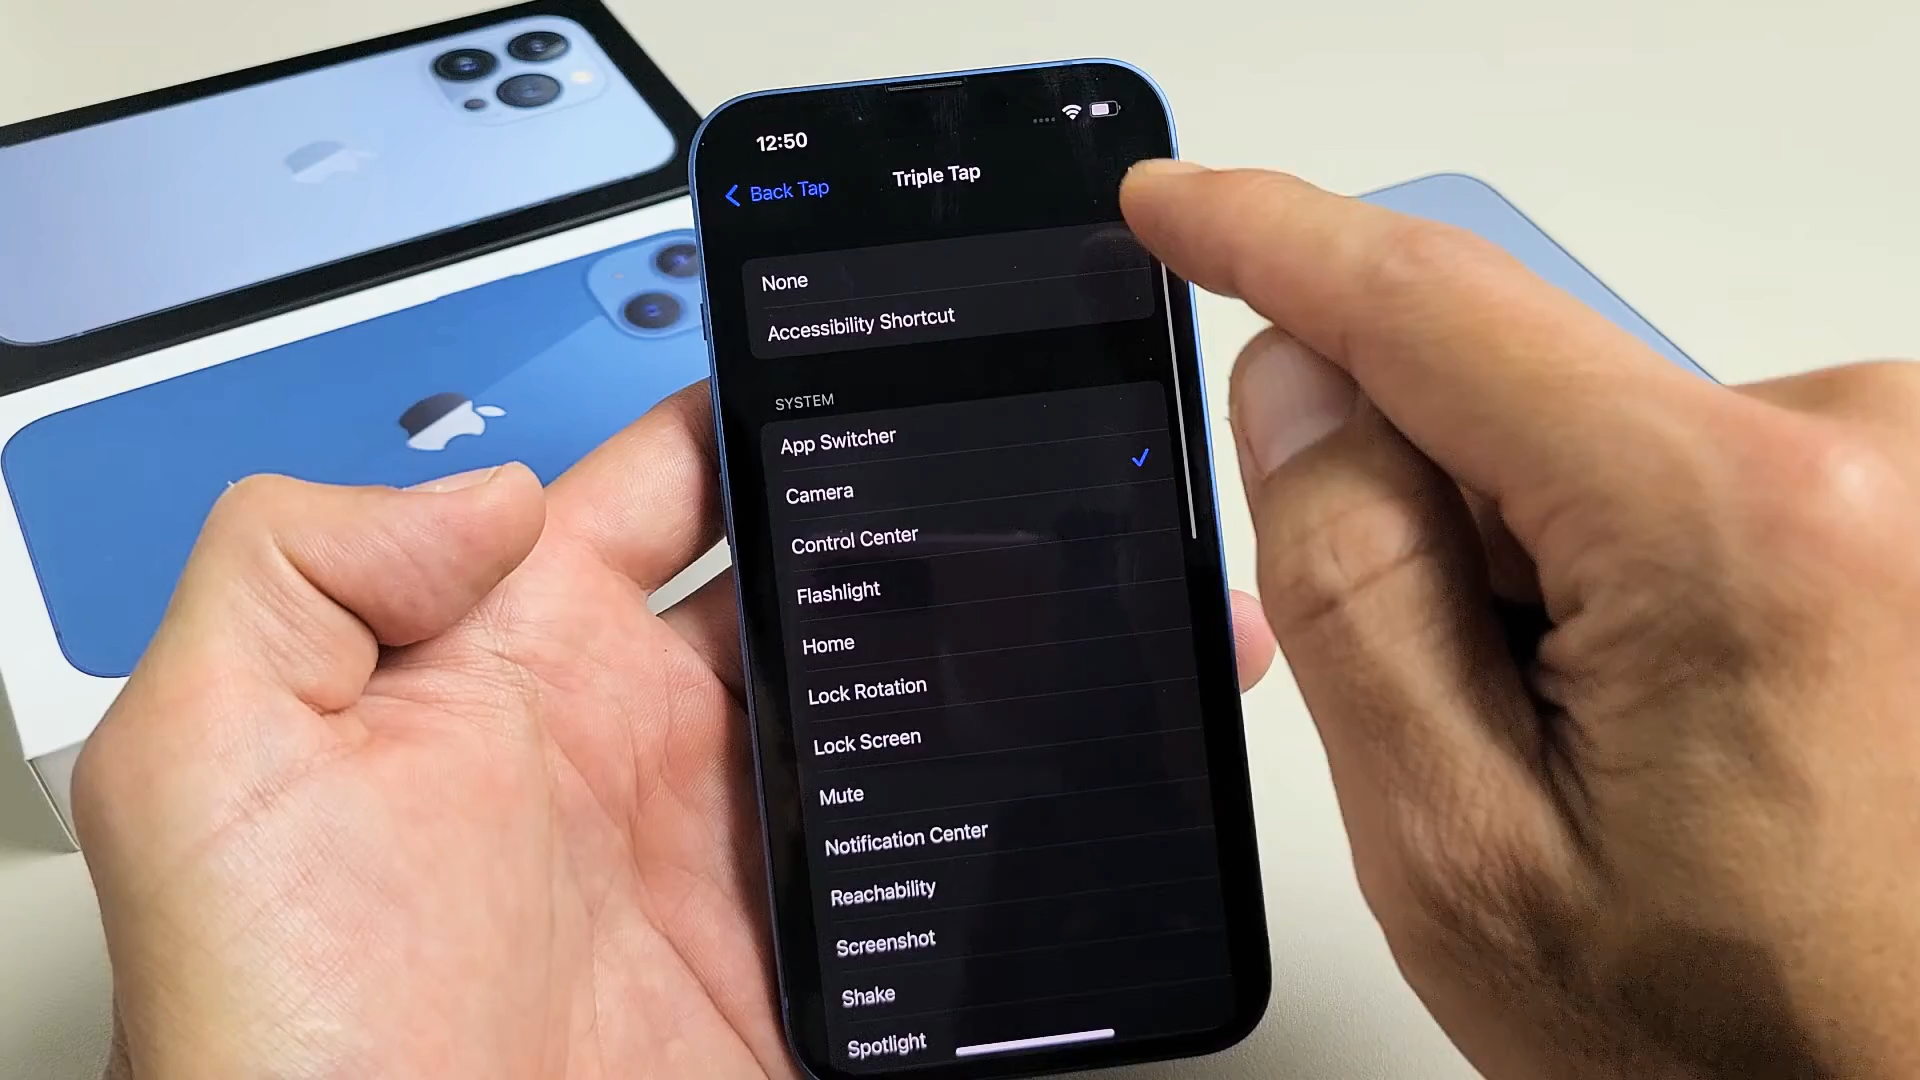 12:50
Back Tap
Triple Tap
None
Accessibility Shortcut
SYSTEM
App Switcher
Camera
Control Center
Flashlight
Home
Lock Rotation
Lock Screen
Mute
Notification Center
Reachability
Screenshot
Shake
Spotlight